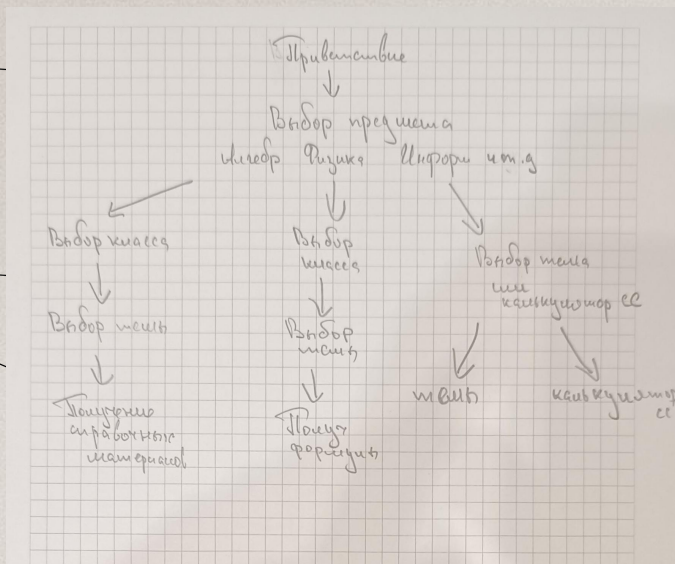 Приветствие
Выбор предмета
Алгебр Физика Информ и т.д
Выбор класса
Выбор темы
Получение
справочных
материалов
Выбор
класса
Выбор
темы
Получ
формулы
Выбор тема
или
калькулятор СС
темы
калькулятор
СС